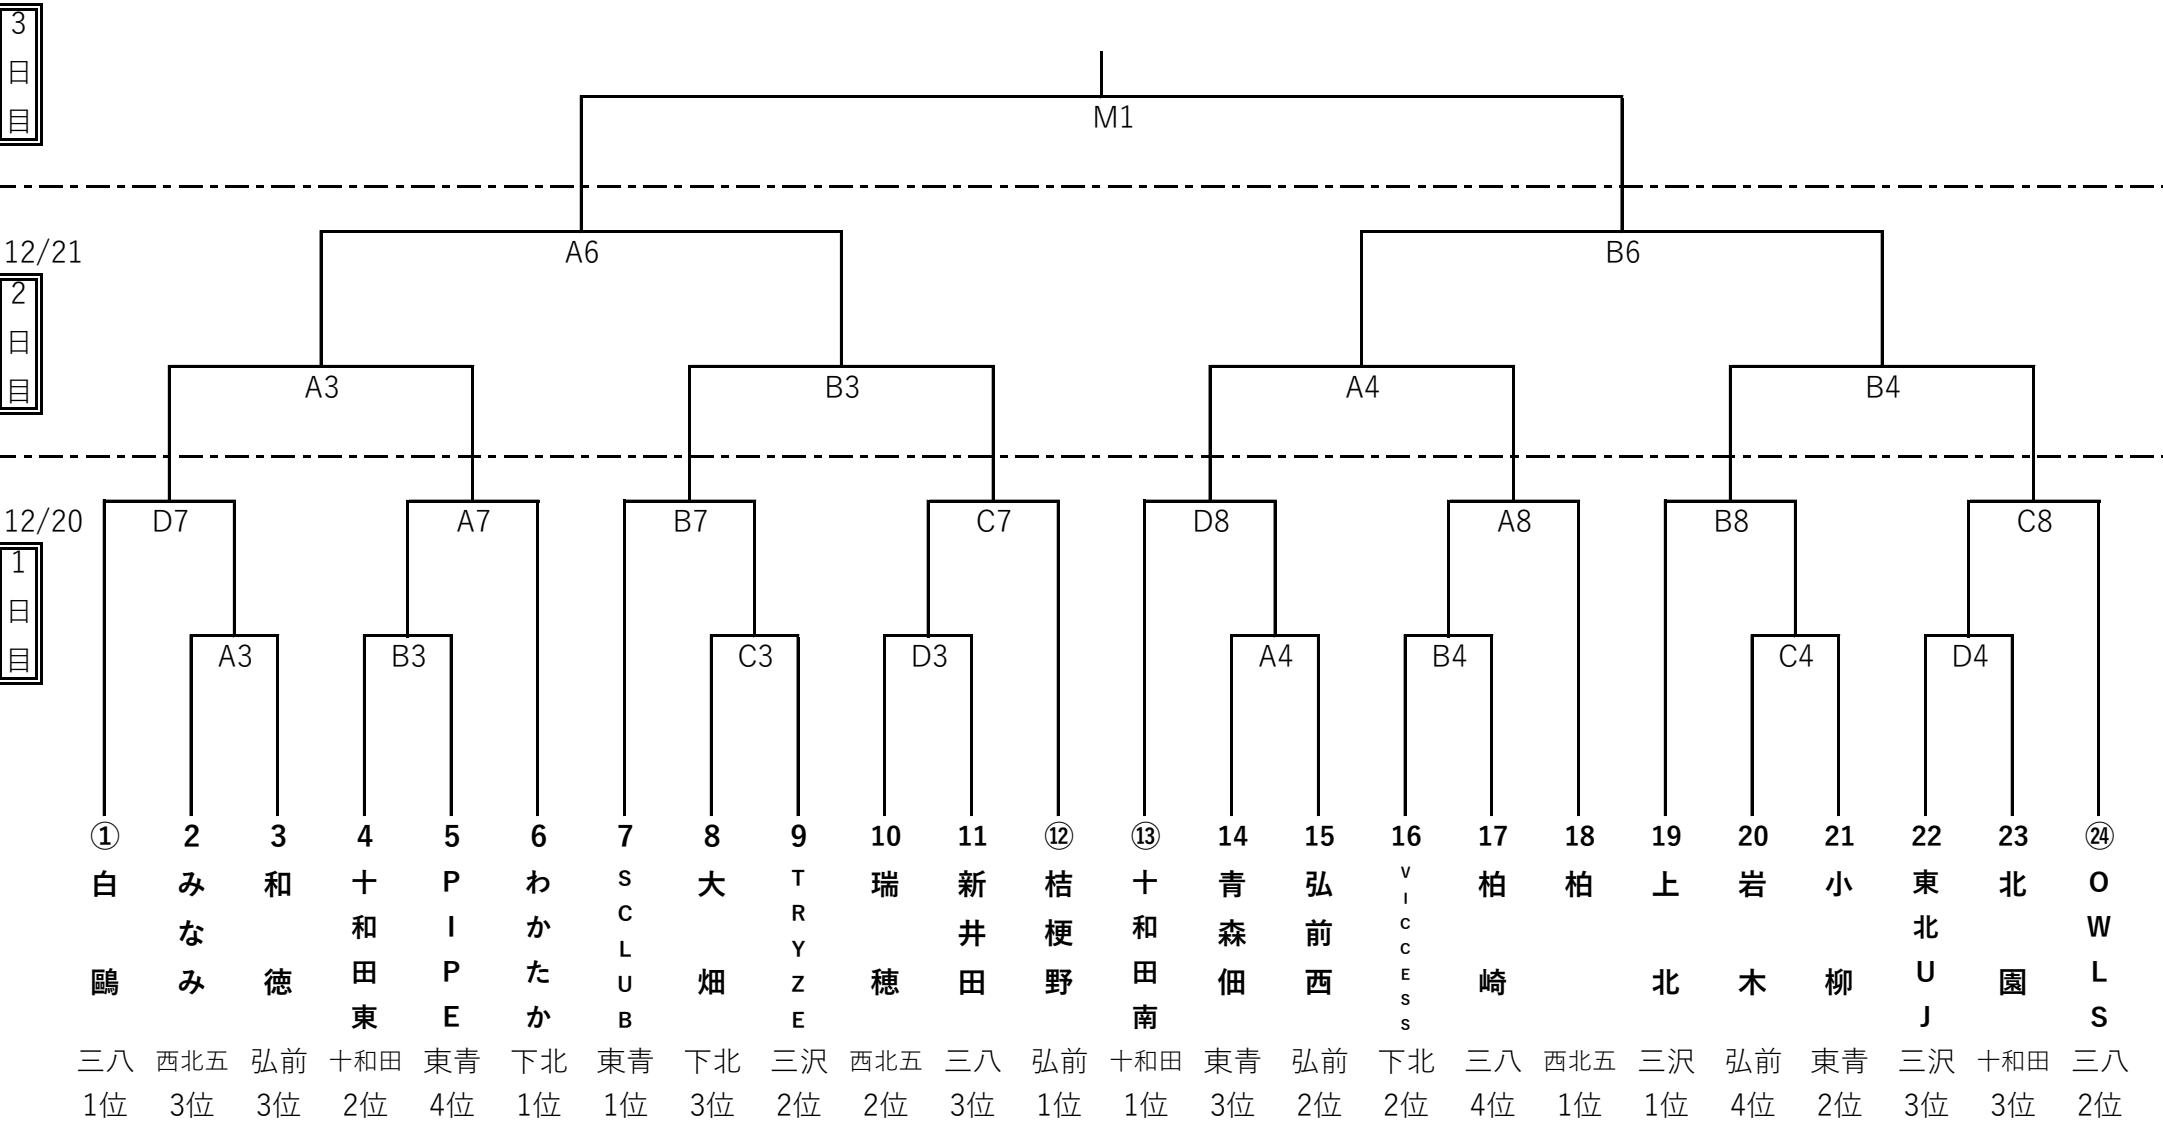 3日目
M1
12/21
A6
B6
2日目
A3
B3
A4
B4
12/20
D7
A7
B7
C7
D8
A8
B8
C8
1日目
A3
B3
C3
D3
A4
B4
C4
D4
① 2 3 4 5 6 7 8 9 10 11 ⑫ ⑬ 14 15 16 17 18 19 20 21 22 23 ㉔
白鷗
みなみ
和徳
十和田東
PIPE
わかたか
SCLUB
大畑
TRYZE
瑞穂
新井田
桔梗野
十和田南
青森佃
弘前西
VICCESS
柏崎
柏
上北
岩木
小柳
東北UJ
北園
OWLS
三八 西北五 弘前 十和田 東青 下北 東青 下北 三沢 西北五 三八 弘前 十和田 東青 弘前 下北 三八 西北五 三沢 弘前 東青 三沢 十和田 三八
1位 3位 3位 2位 4位 1位 1位 3位 2位 2位 3位 1位 1位 3位 2位 2位 4位 1位 1位 4位 2位 3位 3位 2位